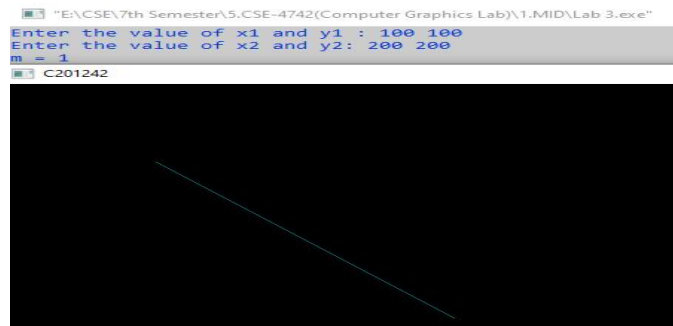 "E:\CSE\7th Semester\5.CSE-4742(Computer Graphics Lab)\1.MID\Lab 3.exe"
Enter the value of x1 and y1 : 100 100
Enter the value of x2 and y2: 200 200
m = 1
C201242